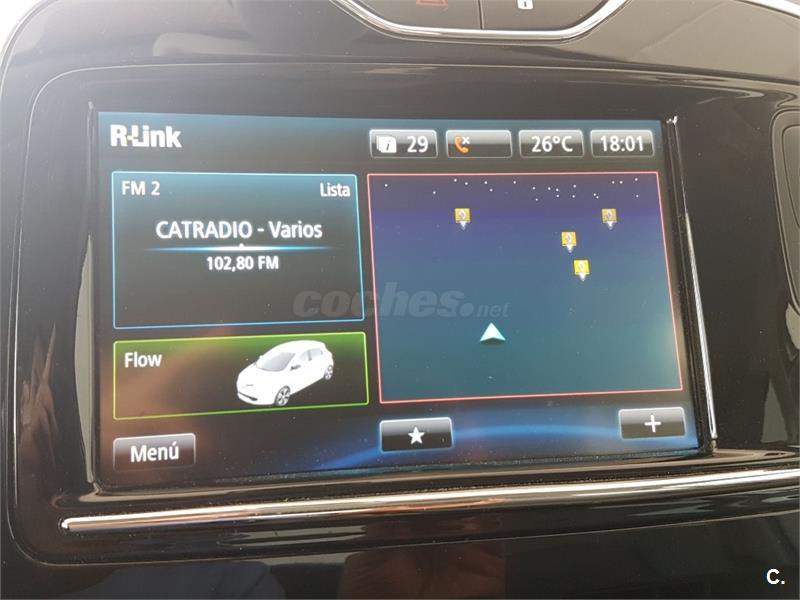 R-Link
29
26°C
18:01
FM 2
Lista
CATRADIO - Varios
102,80 FM
coches.net
Flow
Menú
+
C.